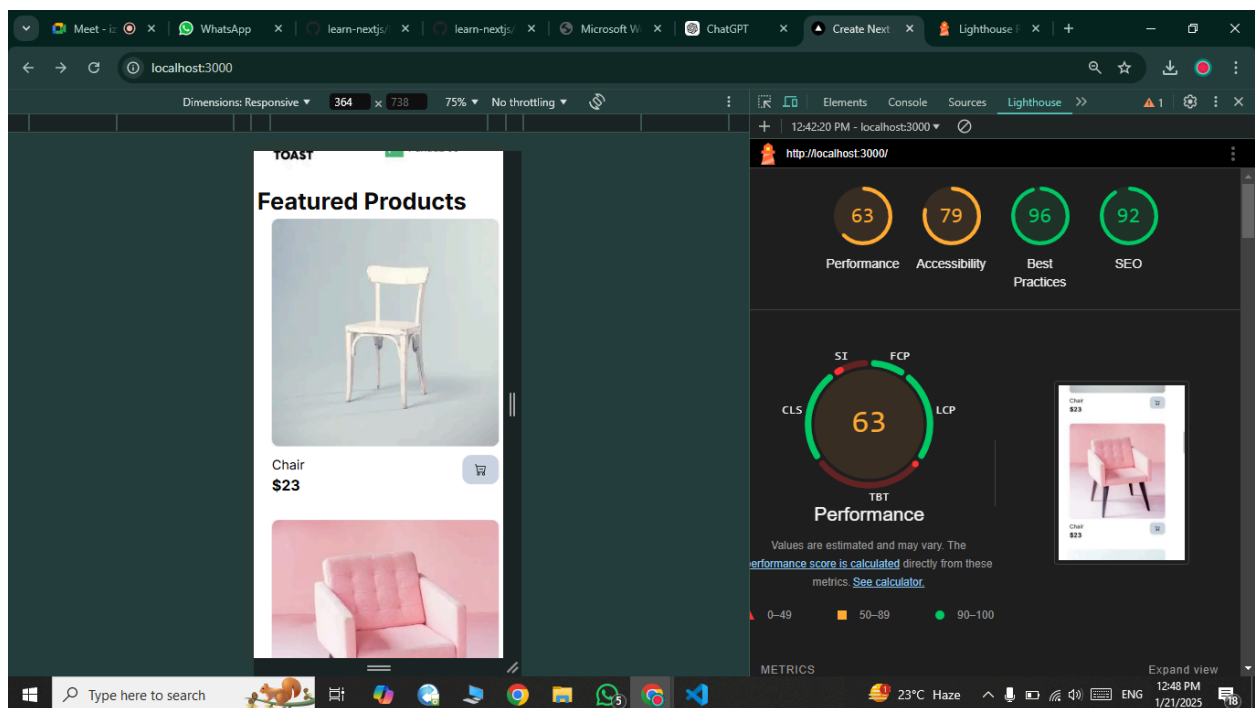 Meet - iz
WhatsApp
learn-nextjs/
learn-nextjs/
Microsoft W
ChatGPT
Create Next
Lighthouse
localhost:3000
Dimensions: Responsive ▼ 364 × 738 75% ▼ No throttling ▼
Elements Console Sources Lighthouse 1
12:42:20 PM - localhost:3000 ▼
http://localhost:3000/
TOAST
Featured Products
Chair
$23
63 79 96 92
Performance Accessibility Best Practices SEO
SI FCP
CLS LCP
63
TBT
Performance
Values are estimated and may vary. The
erformance score is calculated directly from these
metrics. See calculator.
0–49 50–89 90–100
Chair
$23
Chair
$23
METRICS Expand view
Type here to search
5
1
23°C Haze
ENG
12:48 PM
1/21/2025
18